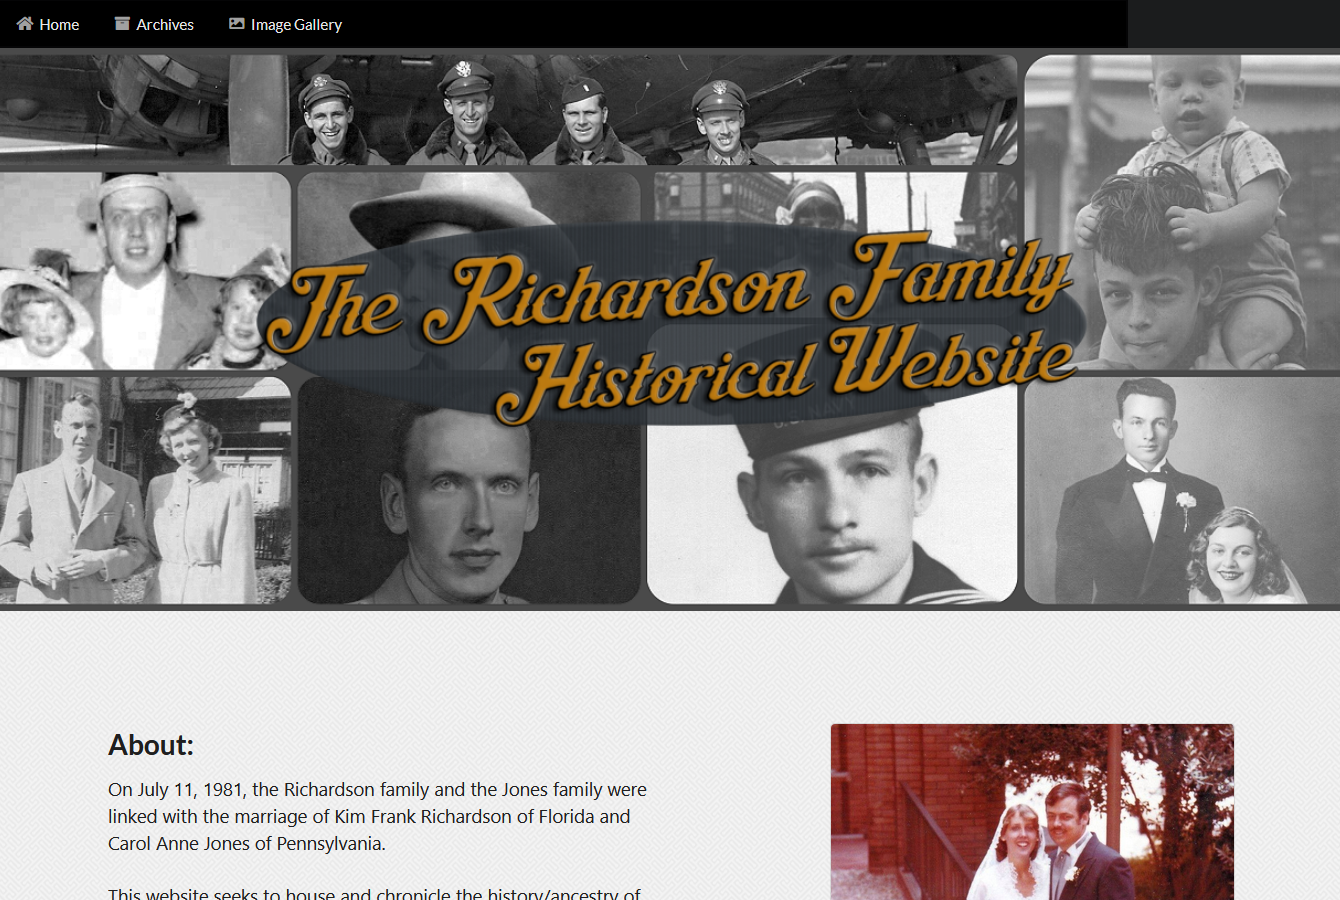 Home
Archives
Image Gallery
The Richardson Family
Historical Website
U.S. NAVY
About:
On July 11, 1981, the Richardson family and the Jones family were
linked with the marriage of Kim Frank Richardson of Florida and
Carol Anne Jones of Pennsylvania.
This website seeks to house and chronicle the history/ancestry of